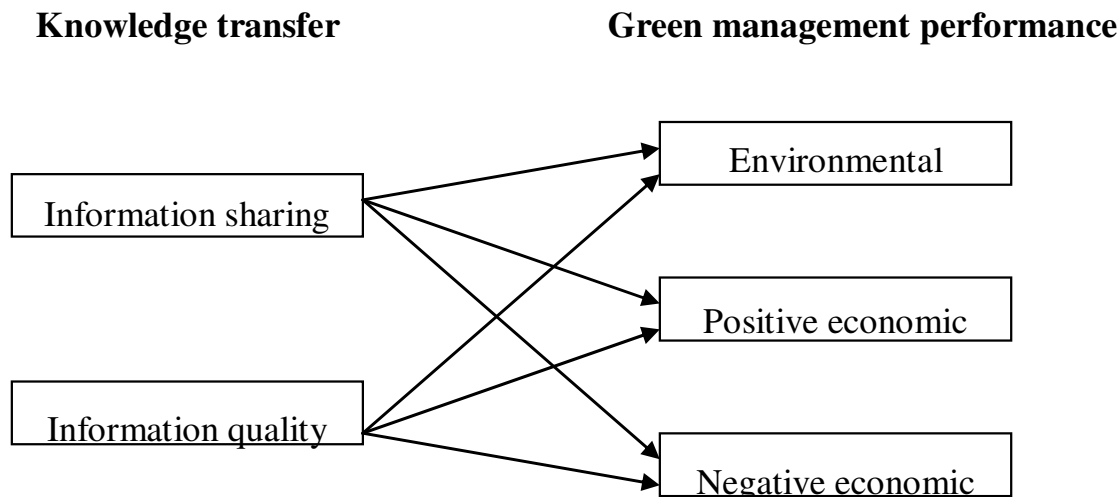 Knowledge transfer
Green management performance
Environmental
Information sharing
Positive economic
Information quality
Negative economic